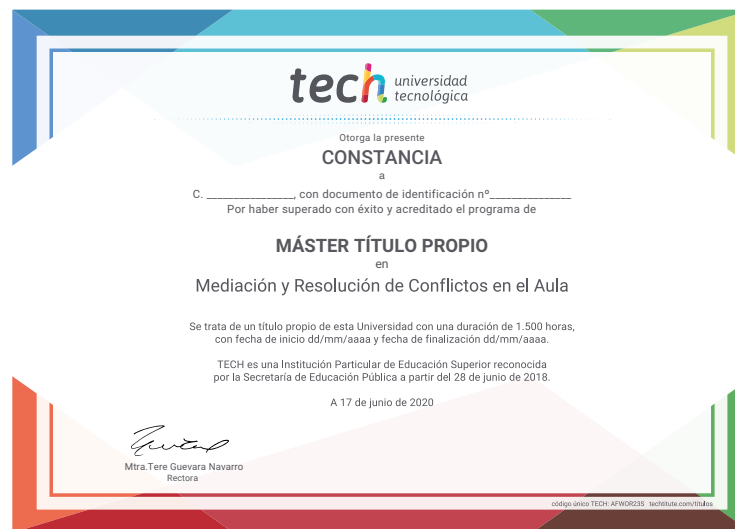 tech universidad
tecnológica
Otorga la presente
CONSTANCIA
a
C. ________________, con documento de identificación nº_______________
Por haber superado con éxito y acreditado el programa de
MÁSTER TÍTULO PROPIO
en
Mediación y Resolución de Conflictos en el Aula
Se trata de un título propio de esta Universidad con una duración de 1.500 horas,
con fecha de inicio dd/mm/aaaa y fecha de finalización dd/mm/aaaa.
TECH es una Institución Particular de Educación Superior reconocida
por la Secretaría de Educación Pública a partir del 28 de junio de 2018.
A 17 de junio de 2020
Mtra.Tere Guevara Navarro
Rectora
código único TECH: AFWOR23S techtitute.com/titulos